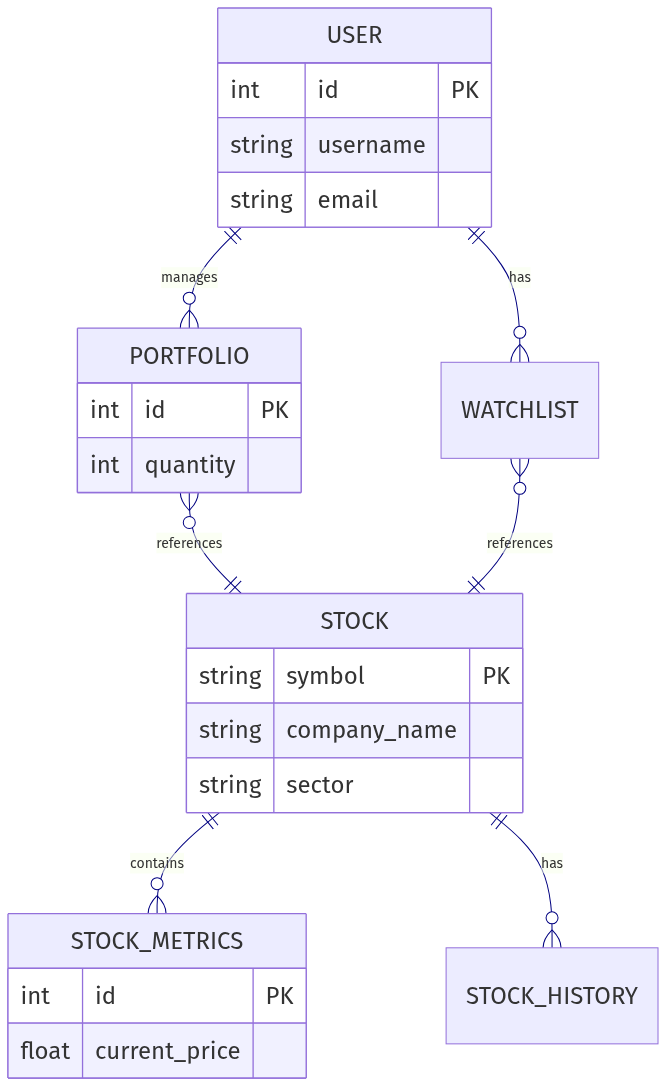 USER
int id PK
string username
string email
manages
has
PORTFOLIO
int id PK
int quantity
WATCHLIST
references
references
STOCK
string symbol PK
string company_name
string sector
contains
has
STOCK_METRICS
int id PK
float current_price
STOCK_HISTORY